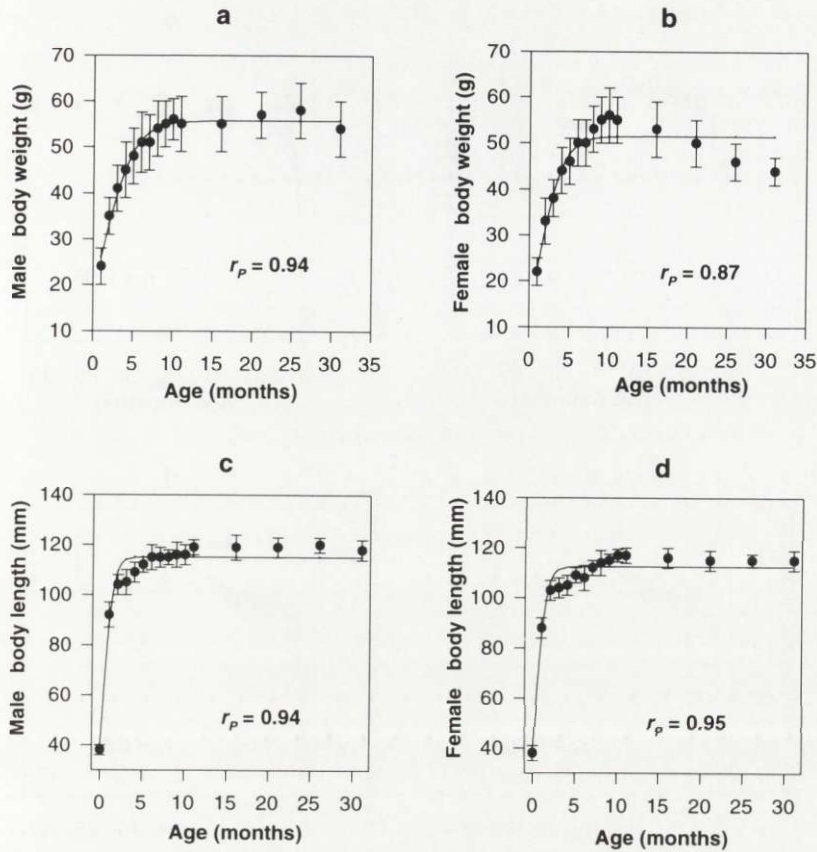 a
Male body weight (g)
70
60
50
40
30
20
10
r_P = 0.94
0 5 10 15 20 25 30 35
Age (months)
b
Female body weight (g)
70
60
50
40
30
20
10
r_P = 0.87
0 5 10 15 20 25 30 35
Age (months)
c
Male body length (mm)
140
120
100
80
60
40
r_P = 0.94
0 5 10 15 20 25 30
Age (months)
d
Female body length (mm)
140
120
100
80
60
40
r_P = 0.95
0 5 10 15 20 25 30
Age (months)